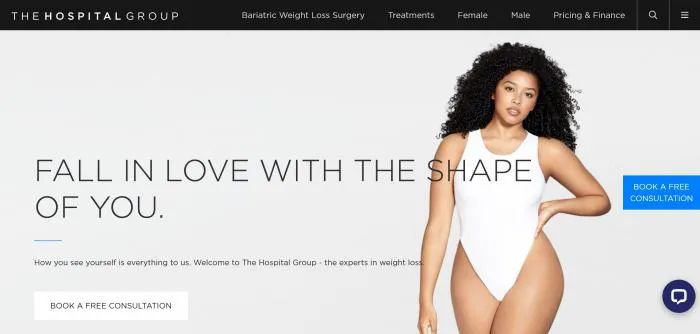 THE HOSPITAL GROUP
Bariatric Weight Loss Surgery Treatments Female Male Pricing & Finance
FALL IN LOVE WITH THE SHAPE
OF YOU.
BOOK A FREE
CONSULTATION
How you see yourself is everything to us. Welcome to The Hospital Group - the experts in weight loss.
BOOK A FREE CONSULTATION